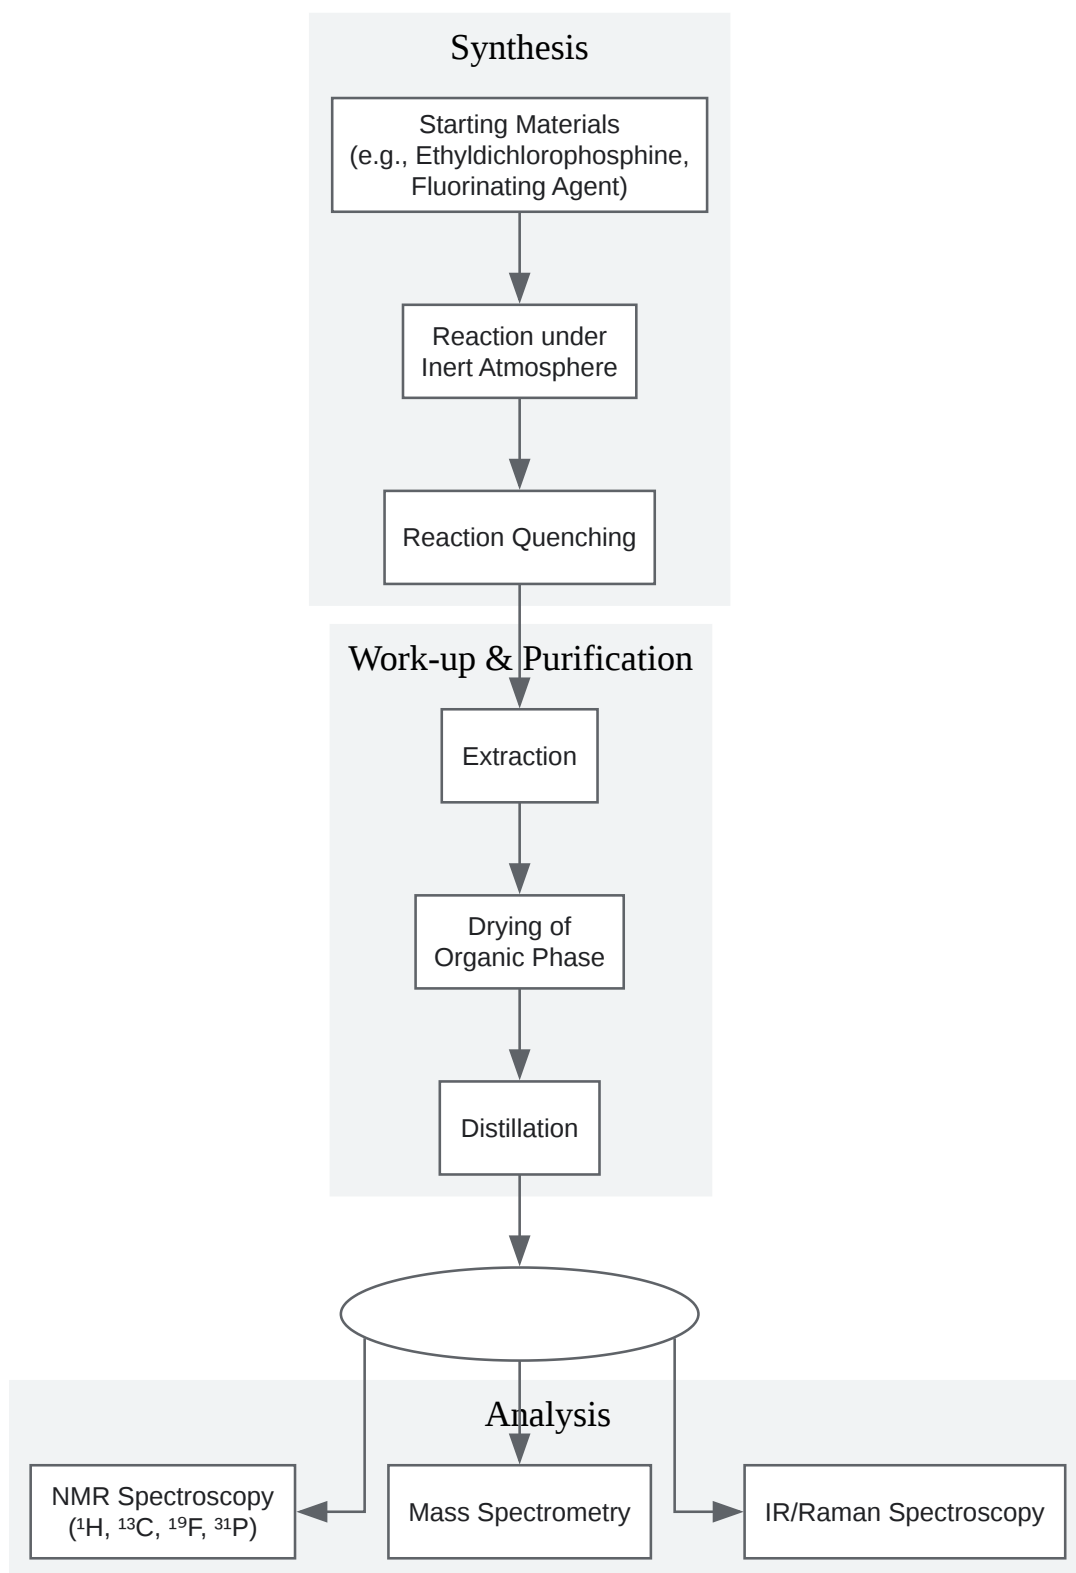 Synthesis
Starting Materials
(e.g., Ethyldichlorophosphine,
Fluorinating Agent)
Reaction under
Inert Atmosphere
Reaction Quenching
Work-up & Purification
Extraction
Drying of
Organic Phase
Distillation
Analysis
NMR Spectroscopy
(¹H, ¹³C, ¹⁹F, ³¹P)
Mass Spectrometry
IR/Raman Spectroscopy